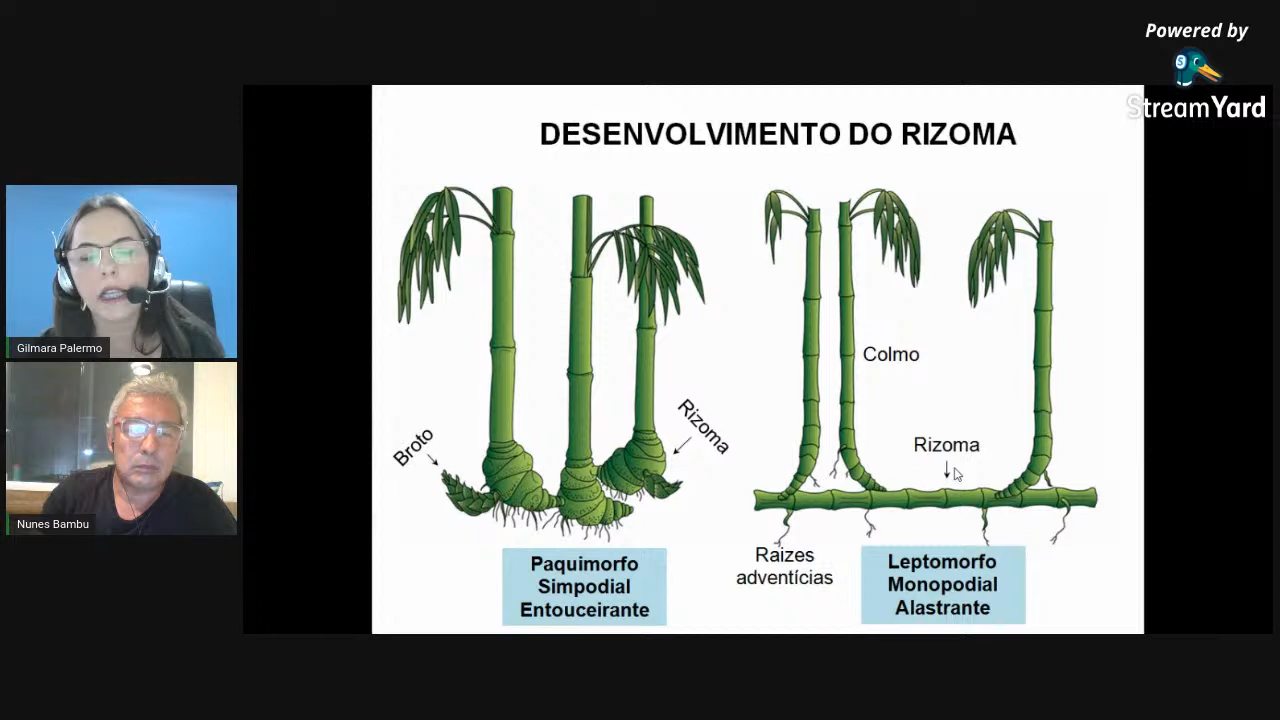 Powered by
StreamYard
DESENVOLVIMENTO DO RIZOMA
Gilmara Palermo
Nunes Bambu
Broto
Rizoma
Colmo
Rizoma
Raizes
adventícias
Paquimorfo
Simpodial
Entouceirante
Leptomorfo
Monopodial
Alastrante